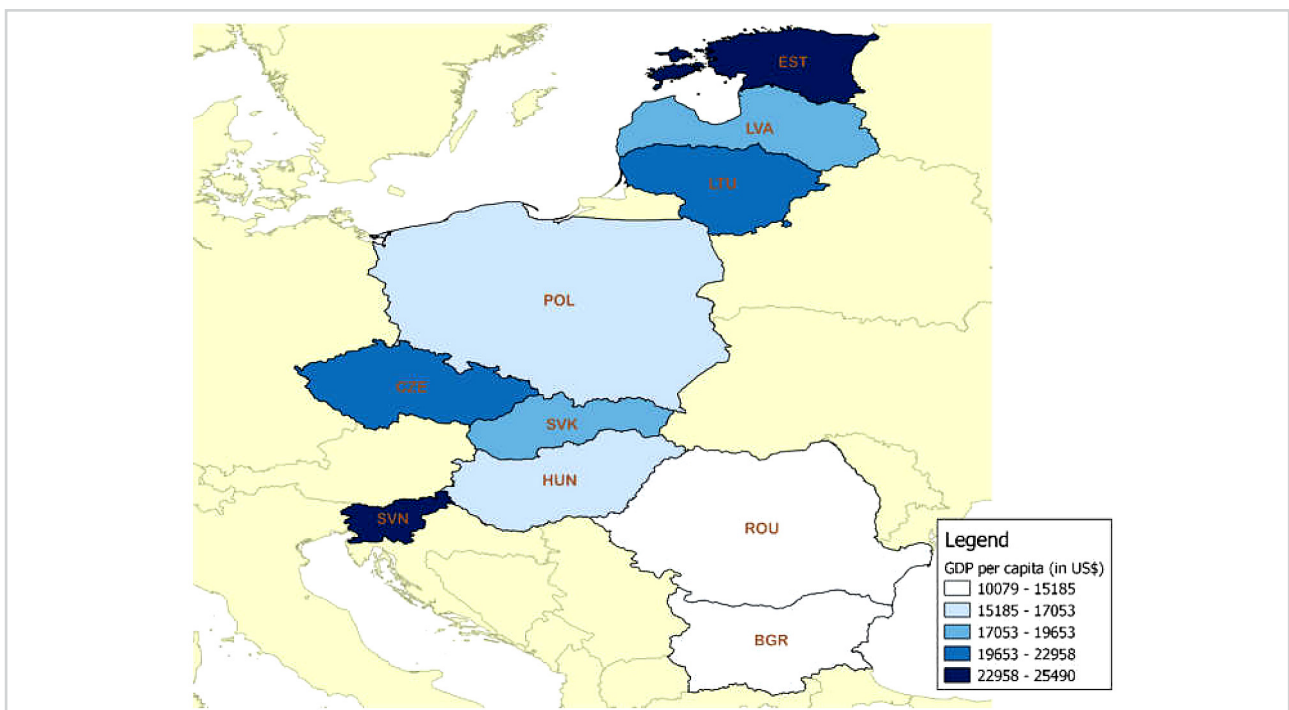 EST
LVA
LTU
POL
CZE
SVK
HUN
SVN
ROU
BGR
Legend
GDP per capita (in US$)
10079 - 15185
15185 - 17053
17053 - 19653
19653 - 22958
22958 - 25490